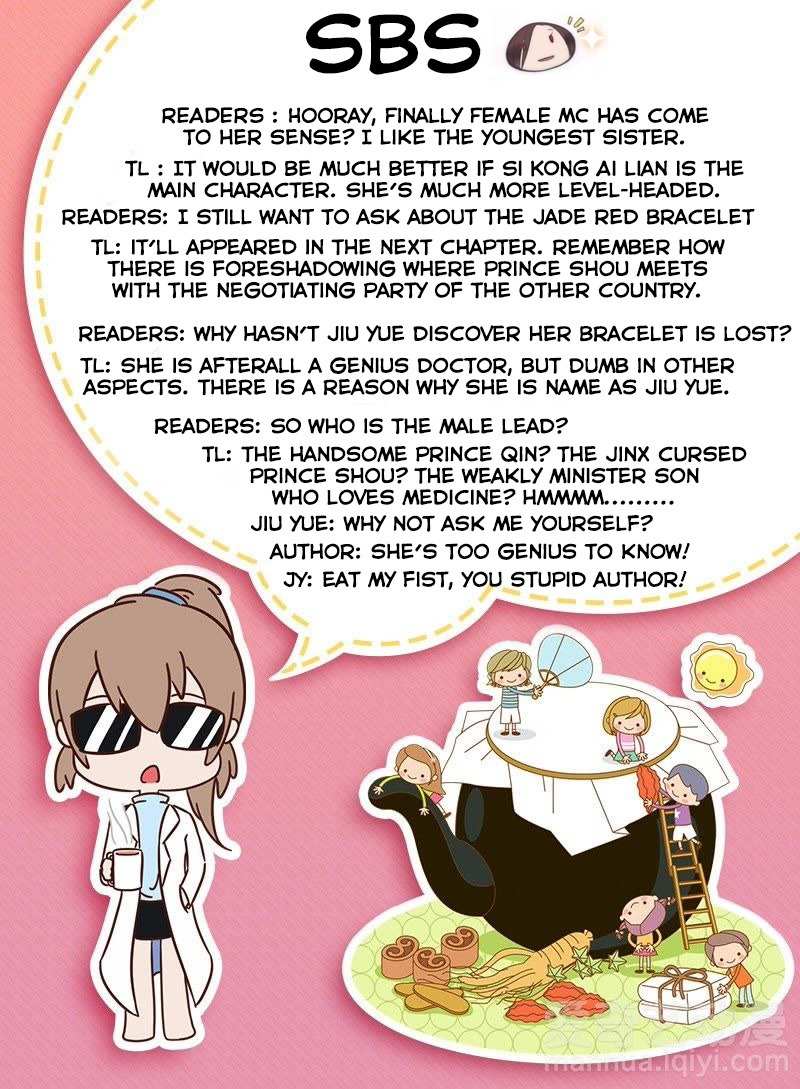 SBS
READERS : HOORAY, FINALLY FEMALE MC HAS COME
TO HER SENSE? I LIKE THE YOUNGEST SISTER.
TL : IT WOULD BE MUCH BETTER IF SI KONG AI LIAN IS THE
MAIN CHARACTER. SHE'S MUCH MORE LEVEL-HEADED.
READERS: I STILL WANT TO ASK ABOUT THE JADE RED BRACELET
TL: IT'LL APPEARED IN THE NEXT CHAPTER. REMEMBER HOW
THERE IS FORESHADOWING WHERE PRINCE SHOU MEETS
WITH THE NEGOTIATING PARTY OF THE OTHER COUNTRY.
READERS: WHY HASN'T JIU YUE DISCOVER HER BRACELET IS LOST?
TL: SHE IS AFTERALL A GENIUS DOCTOR, BUT DUMB IN OTHER
ASPECTS. THERE IS A REASON WHY SHE IS NAME AS JIU YUE.
READERS: SO WHO IS THE MALE LEAD?
TL: THE HANDSOME PRINCE QIN? THE JINX CURSED
PRINCE SHOU? THE WEAKLY MINISTER SON
WHO LOVES MEDICINE? HMMMM.........
JIU YUE: WHY NOT ASK ME YOURSELF?
AUTHOR: SHE'S TOO GENIUS TO KNOW!
JY: EAT MY FIST, YOU STUPID AUTHOR!
manhua.iqiyi.com